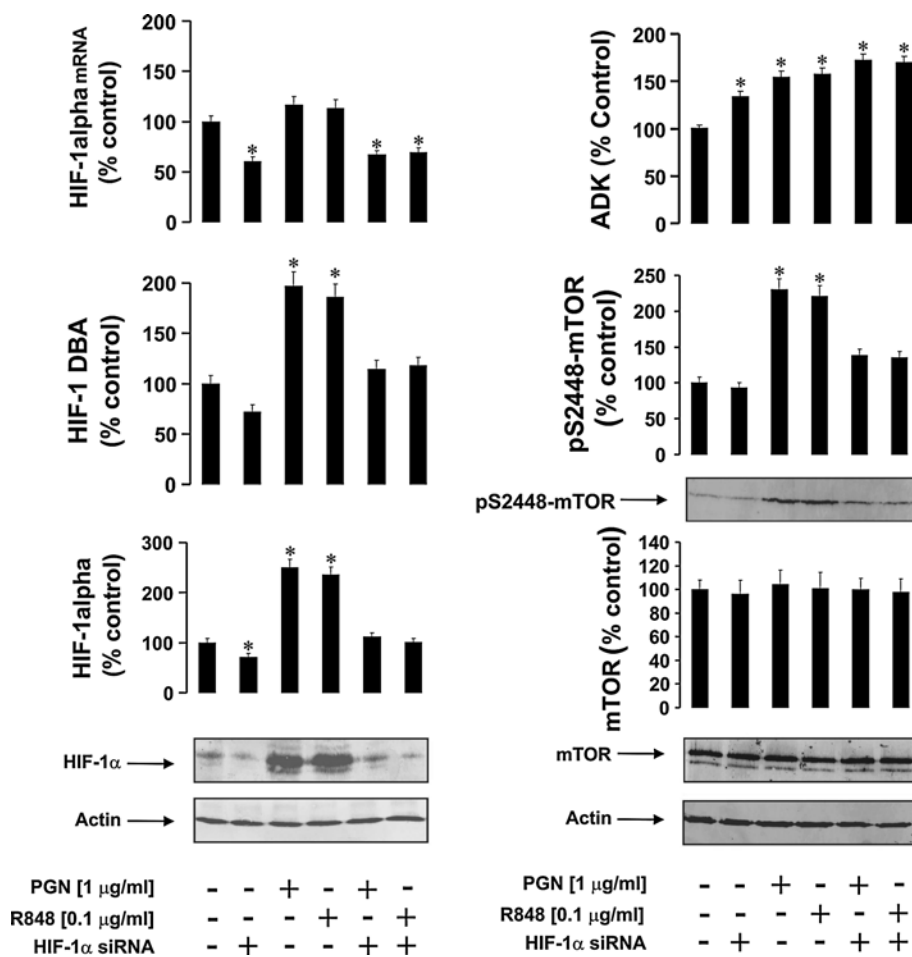 HIF-1alpha mRNA
(% control)
200
150
100
50
0
* * *
HIF-1 DBA
(% control)
200
150
100
50
0
* *
HIF-1alpha
(% control)
300
200
100
0
* * *
HIF-1α
Actin
PGN [1 μg/ml] - - + - + -
R848 [0.1 μg/ml] - - - + - +
HIF-1α siRNA - + - - + +
ADK (% Control)
200
150
100
50
0
* * * * *
pS2448-mTOR
(% control)
250
200
150
100
50
0
* *
pS2448-mTOR
mTOR (% control)
140
120
100
80
60
40
20
0
mTOR
Actin
PGN [1 μg/ml] - - + - + -
R848 [0.1 μg/ml] - - - + - +
HIF-1α siRNA - + - - + +